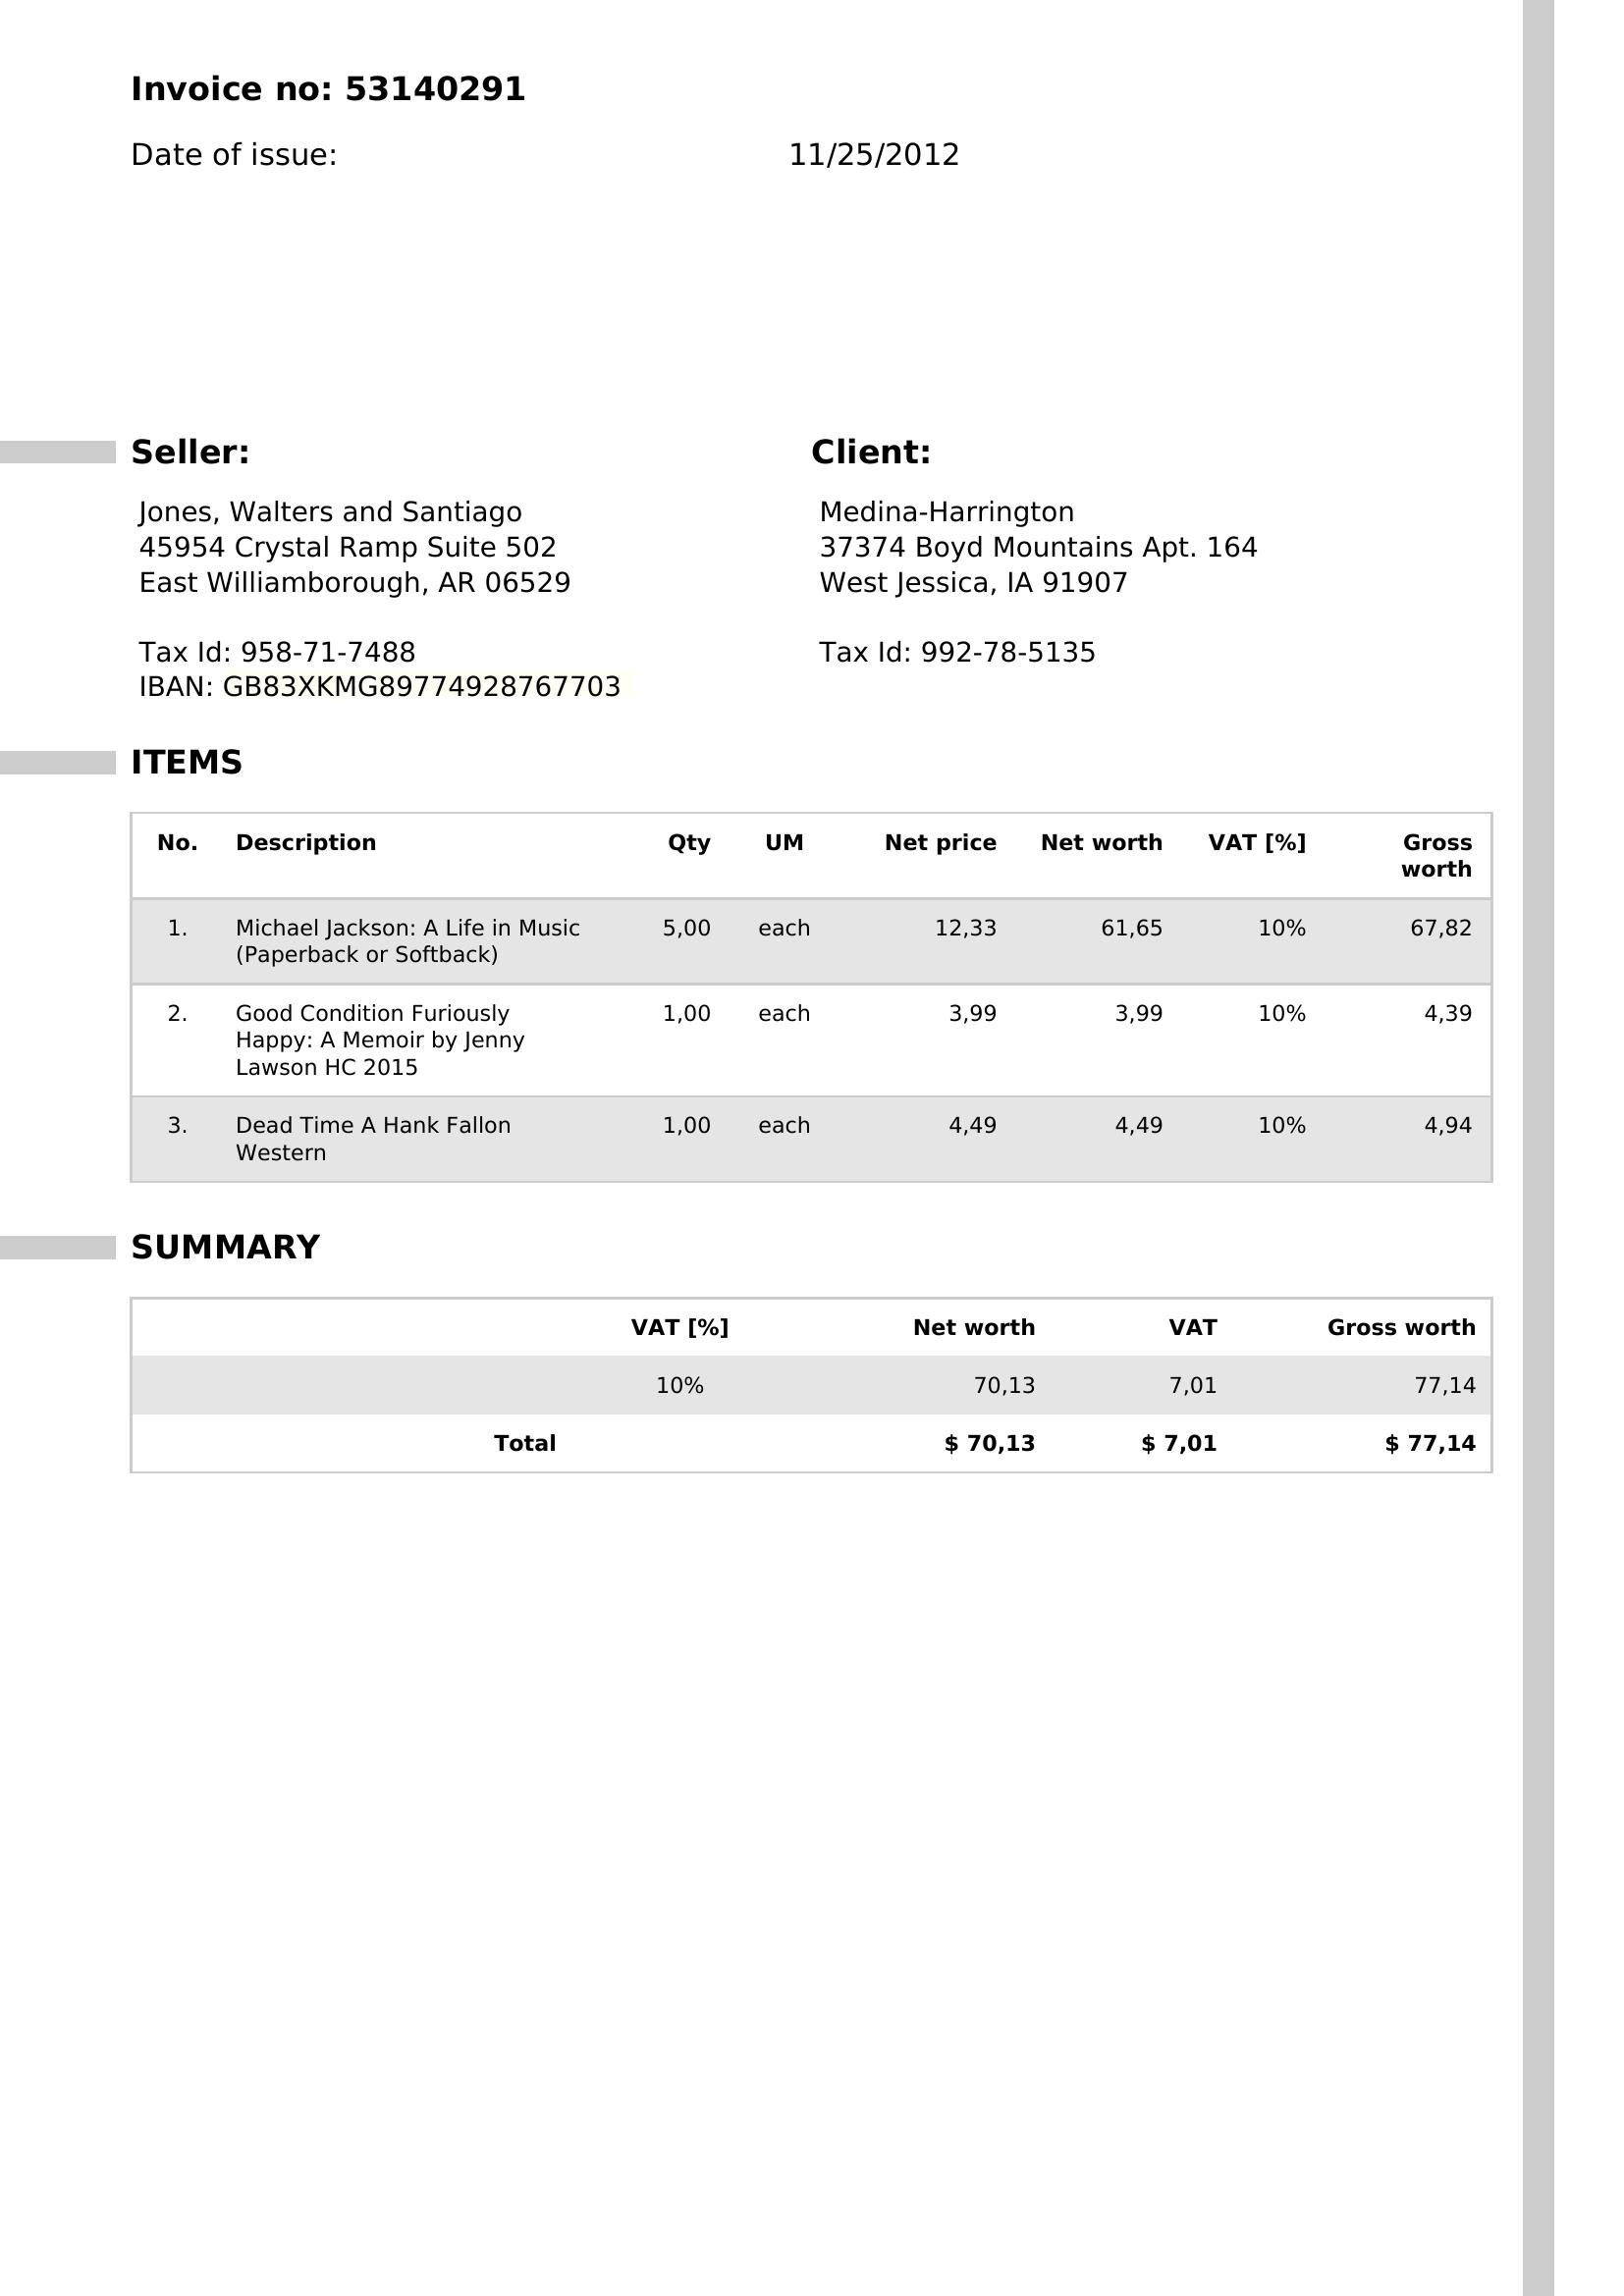 Invoice no: 53140291
Date of issue: 11/25/2012
Seller:
Jones, Walters and Santiago
45954 Crystal Ramp Suite 502
East Williamborough, AR 06529
Tax Id: 958-71-7488
IBAN: GB83XKMG89774928767703
Client:
Medina-Harrington
37374 Boyd Mountains Apt. 164
West Jessica, IA 91907
Tax Id: 992-78-5135
ITEMS
No. Description Qty UM Net price Net worth VAT [%] Gross
worth
1. Michael Jackson: A Life in Music 5,00 each 12,33 61,65 10% 67,82
(Paperback or Softback)
2. Good Condition Furiously 1,00 each 3,99 3,99 10% 4,39
Happy: A Memoir by Jenny
Lawson HC 2015
3. Dead Time A Hank Fallon 1,00 each 4,49 4,49 10% 4,94
Western
SUMMARY
VAT [%] Net worth VAT Gross worth
10% 70,13 7,01 77,14
Total $ 70,13 $ 7,01 $ 77,14